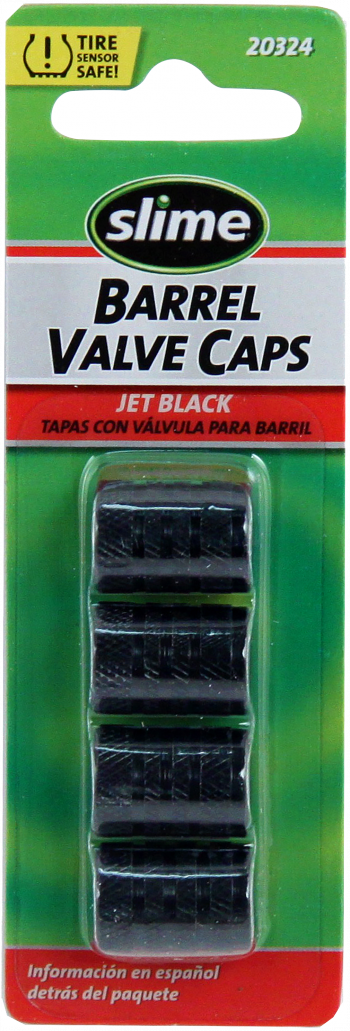 TIRE
SENSOR
SAFE!
20324
slime
BARREL
VALVE CAPS
JET BLACK
TAPAS CON VÁLVULA PARA BARRIL
Información en español
detrás del paquete